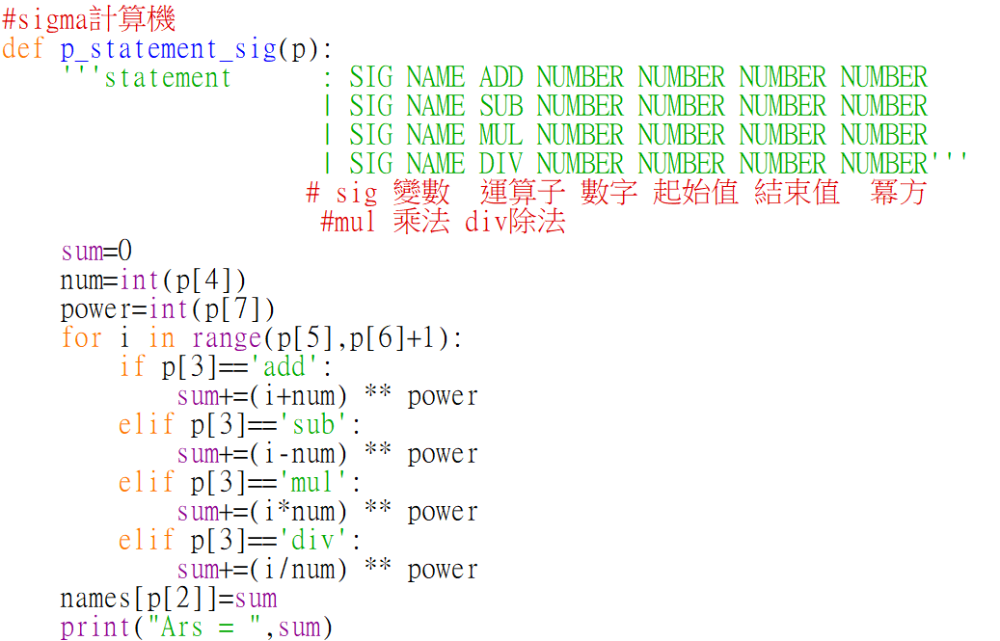 #sigma計算機
def p_statement_sig(p):
    '''statement      : SIG NAME ADD NUMBER NUMBER NUMBER NUMBER
                      | SIG NAME SUB NUMBER NUMBER NUMBER NUMBER
                      | SIG NAME MUL NUMBER NUMBER NUMBER NUMBER
                      | SIG NAME DIV NUMBER NUMBER NUMBER NUMBER'''
                     # sig 變數  運算子 數字 起始值 結束值  冪方
                      #mul 乘法 div除法
    sum=0
    num=int(p[4])
    power=int(p[7])
    for i in range(p[5],p[6]+1):
        if p[3]=='add':
            sum+=(i+num) ** power
        elif p[3]=='sub':
            sum+=(i-num) ** power
        elif p[3]=='mul':
            sum+=(i*num) ** power
        elif p[3]=='div':
            sum+=(i/num) ** power
    names[p[2]]=sum
    print("Ars = ",sum)